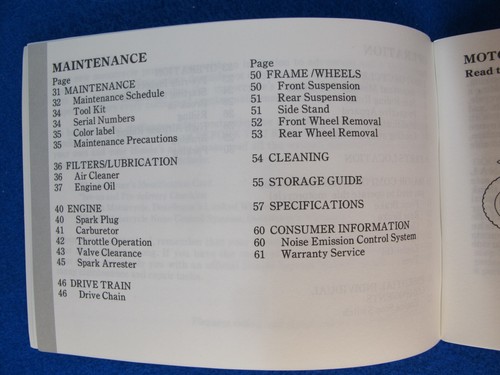 MAINTENANCE
Page
31 MAINTENANCE
32 Maintenance Schedule
34 Tool Kit
34 Serial Numbers
35 Color label
35 Maintenance Precautions
36 FILTERS/LUBRICATION
36 Air Cleaner
37 Engine Oil
40 ENGINE
40 Spark Plug
41 Carburetor
42 Throttle Operation
43 Valve Clearance
45 Spark Arrester
46 DRIVE TRAIN
46 Drive Chain
Page
50 FRAME/WHEELS
50 Front Suspension
51 Rear Suspension
51 Side Stand
52 Front Wheel Removal
53 Rear Wheel Removal
54 CLEANING
55 STORAGE GUIDE
57 SPECIFICATIONS
60 CONSUMER INFORMATION
60 Noise Emission Control System
61 Warranty Service
MOTO
Read t